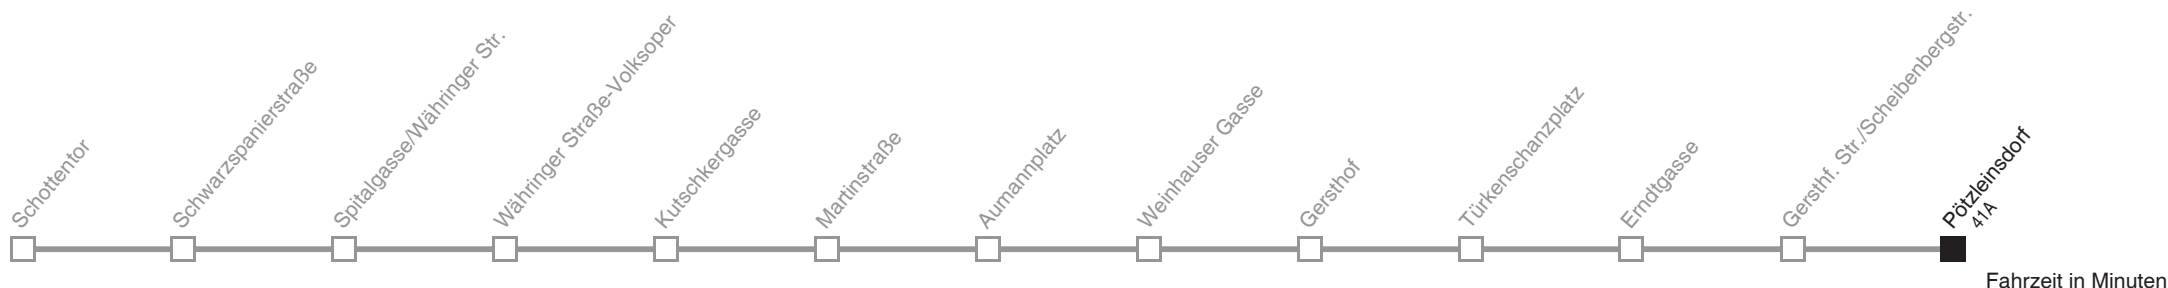 Schottentor
Schwarzspanierstraße
Spitalgasse/Währinger Str.
Währinger Straße-Volksoper
Kutschkergasse
Martinstraße
Aumannplatz
Weinhauser Gasse
Gersthof
Türkenschanzplatz
Erndtgasse
Gersthf. Str./Scheibenbergstr.
Pötzleinsdorf
41A
Fahrzeit in Minuten